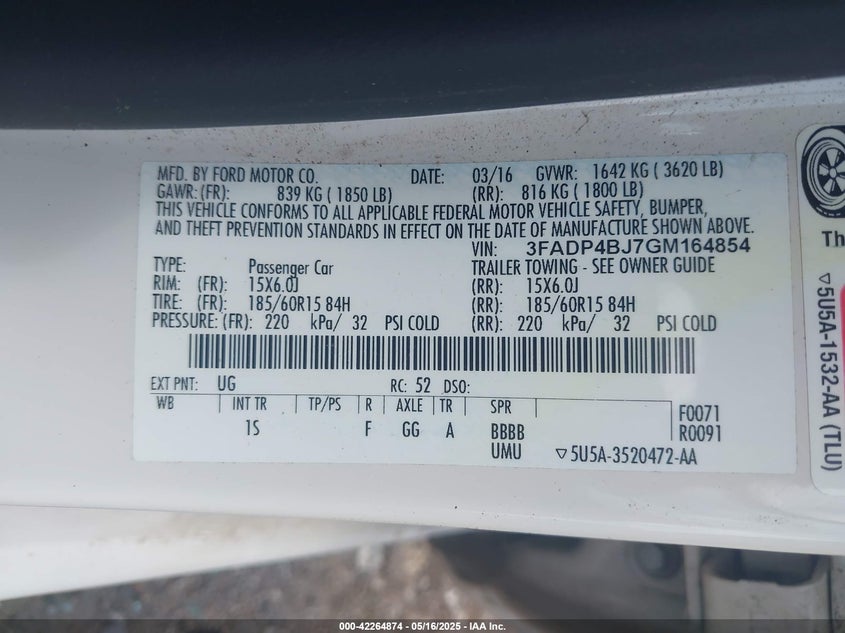 MFD. BY FORD MOTOR CO. DATE: 03/16 GVWR: 1642 KG ( 3620 LB)
GAWR: (FR): 839 KG ( 1850 LB) (RR): 816 KG ( 1800 LB)
THIS VEHICLE CONFORMS TO ALL APPLICABLE FEDERAL MOTOR VEHICLE SAFETY, BUMPER,
AND THEFT PREVENTION STANDARDS IN EFFECT ON THE DATE OF MANUFACTURE SHOWN ABOVE.
VIN: 3FADP4BJ7GM164854
TYPE: Passenger Car TRAILER TOWING - SEE OWNER GUIDE
RIM: (FR): 15X6.0J (RR): 15X6.0J
TIRE: (FR): 185/60R15 84H (RR): 185/60R15 84H
PRESSURE: (FR): 220 kPa/ 32 PSI COLD (RR): 220 kPa/ 32 PSI COLD
EXT PNT: UG RC: 52 DSO:
WB INT TR TP/PS R AXLE TR SPR F0071
1S F GG A BBBB R0091
UMU ▽5U5A-3520472-AA
Th
▽5U5A-1532-AA (TLU)
000-42264874 - 05/16/2025 - IAA Inc.